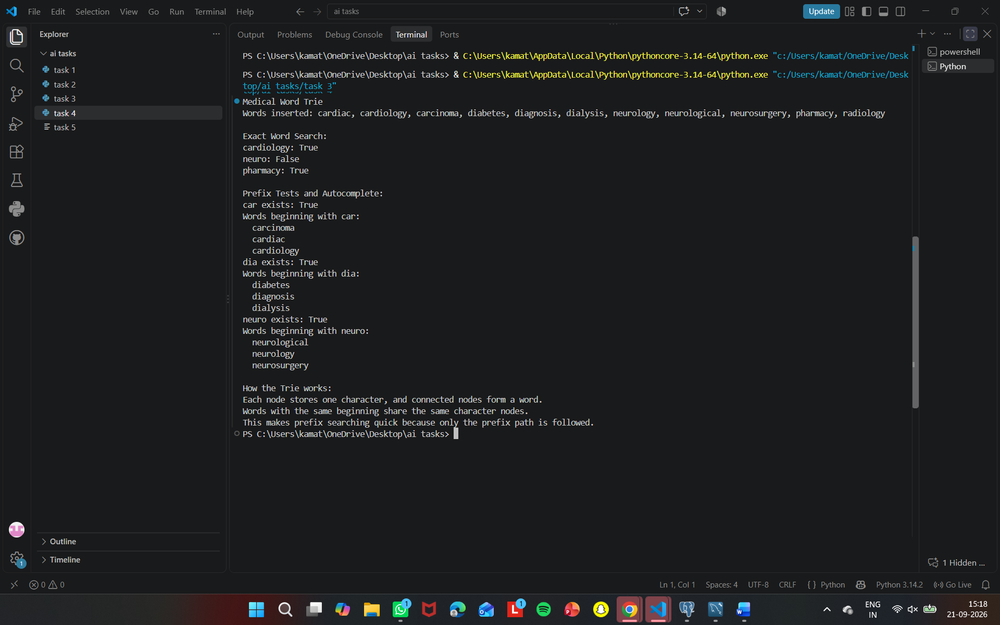 File Edit Selection View Go Run Terminal Help
ai tasks
Update
Explorer
ai tasks
task 1
task 2
task 3
task 4
task 5
Outline
Timeline
Output Problems Debug Console Terminal Ports
PS C:\Users\kamat\OneDrive\Desktop\ai tasks> & C:\Users\kamat\AppData\Local\Python\pythoncore-3.14-64\python.exe "c:/Users/kamat/OneDrive/Desk
PS C:\Users\kamat\OneDrive\Desktop\ai tasks> & C:\Users\kamat\AppData\Local\Python\pythoncore-3.14-64\python.exe "c:/Users/kamat/OneDrive/Desk
top/ai tasks/task 3"
top/ai tasks/task 4"
Medical Word Trie
Words inserted: cardiac, cardiology, carcinoma, diabetes, diagnosis, dialysis, neurology, neurological, neurosurgery, pharmacy, radiology
Exact Word Search:
cardiology: True
neuro: False
pharmacy: True
Prefix Tests and Autocomplete:
car exists: True
Words beginning with car:
carcinoma
cardiac
cardiology
dia exists: True
Words beginning with dia:
diabetes
diagnosis
dialysis
neuro exists: True
Words beginning with neuro:
neurological
neurology
neurosurgery
How the Trie works:
Each node stores one character, and connected nodes form a word.
Words with the same beginning share the same character nodes.
This makes prefix searching quick because only the prefix path is followed.
PS C:\Users\kamat\OneDrive\Desktop\ai tasks>
powershell
Python
1 Hidden ...
1
0 0
Ln 1, Col 1 Spaces: 4 UTF-8 CRLF { } Python Python 3.14.2 Go Live
1
L 1
P
W
ENG
IN
15:18
21-09-2026